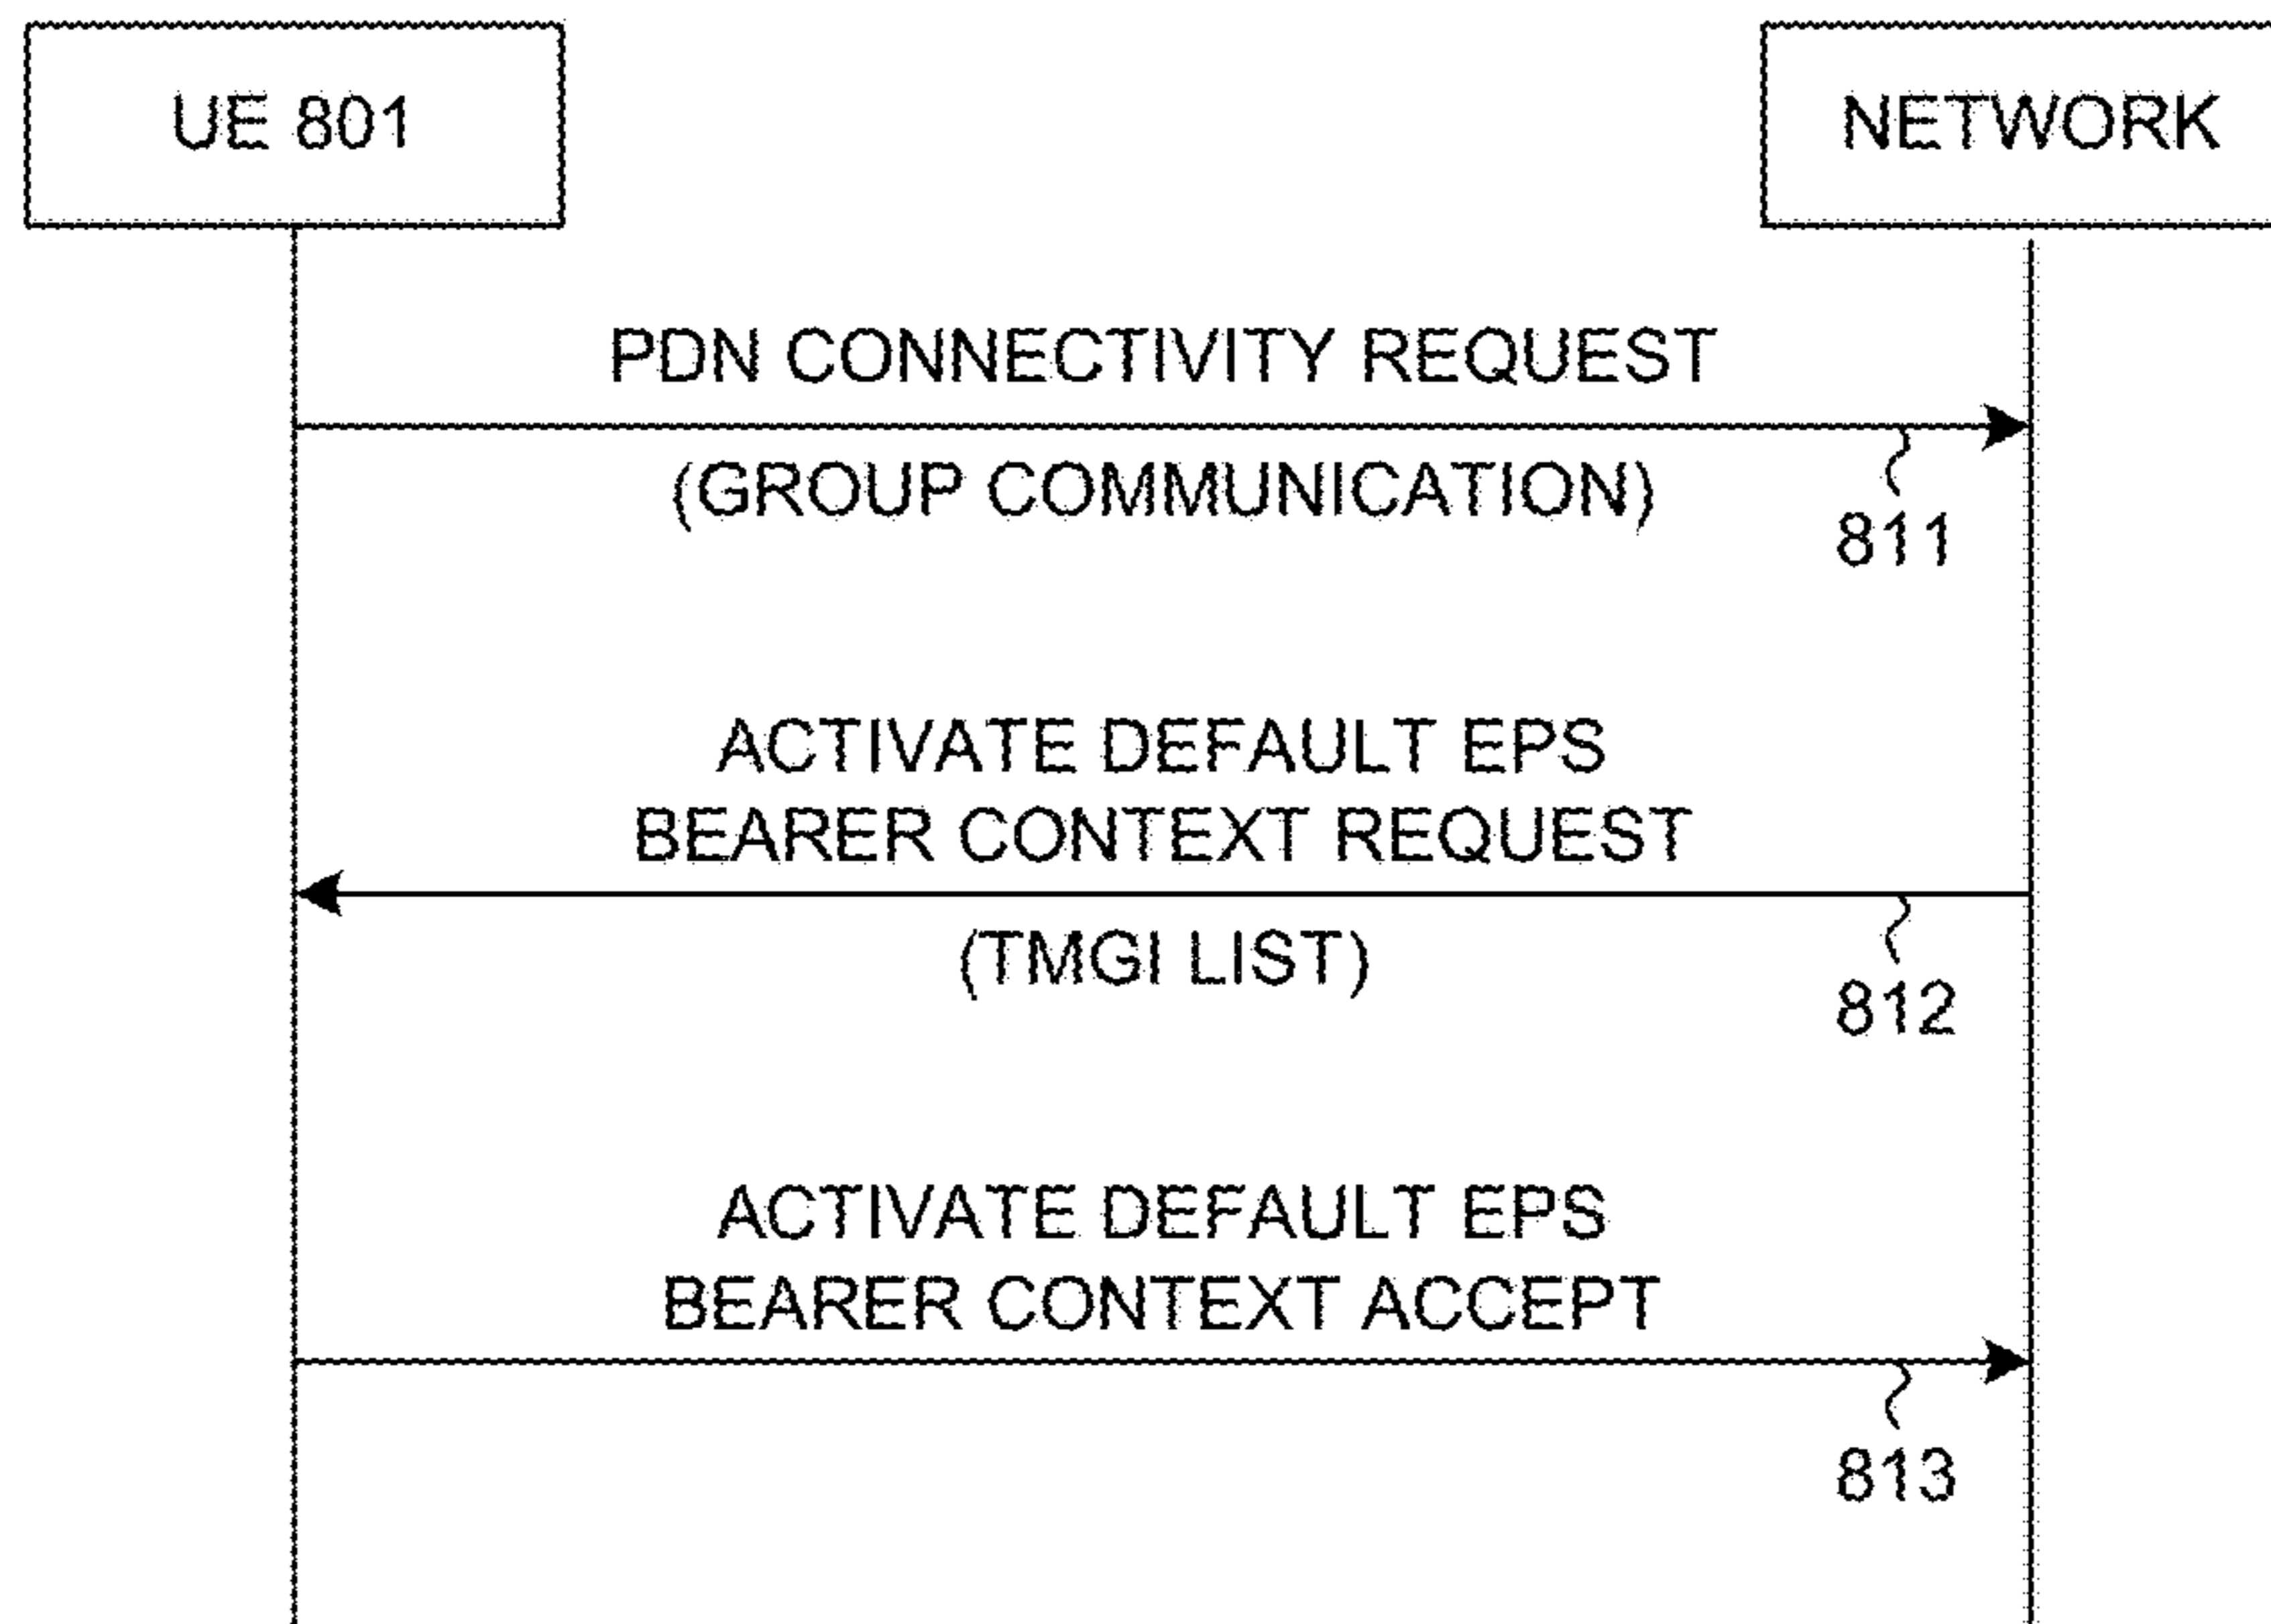 UE 801
NETWORK
PDN CONNECTIVITY REQUEST
(GROUP COMMUNICATION)
811
ACTIVATE DEFAULT EPS
BEARER CONTEXT REQUEST
(TMGI LIST)
812
ACTIVATE DEFAULT EPS
BEARER CONTEXT ACCEPT
813